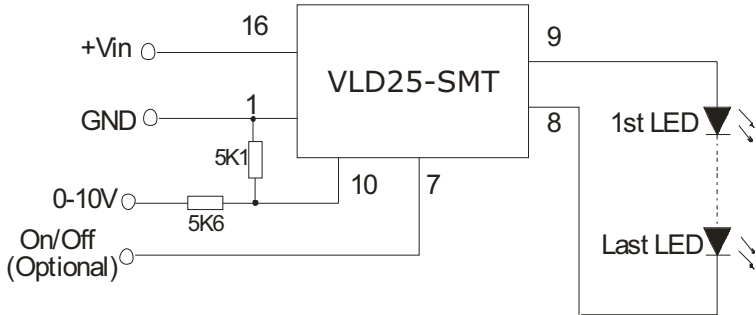 16
+Vin
VLD25-SMT
9
1
GND
8
1st LED
5K1
10
7
0-10V
5K6
On/Off
(Optional)
Last LED